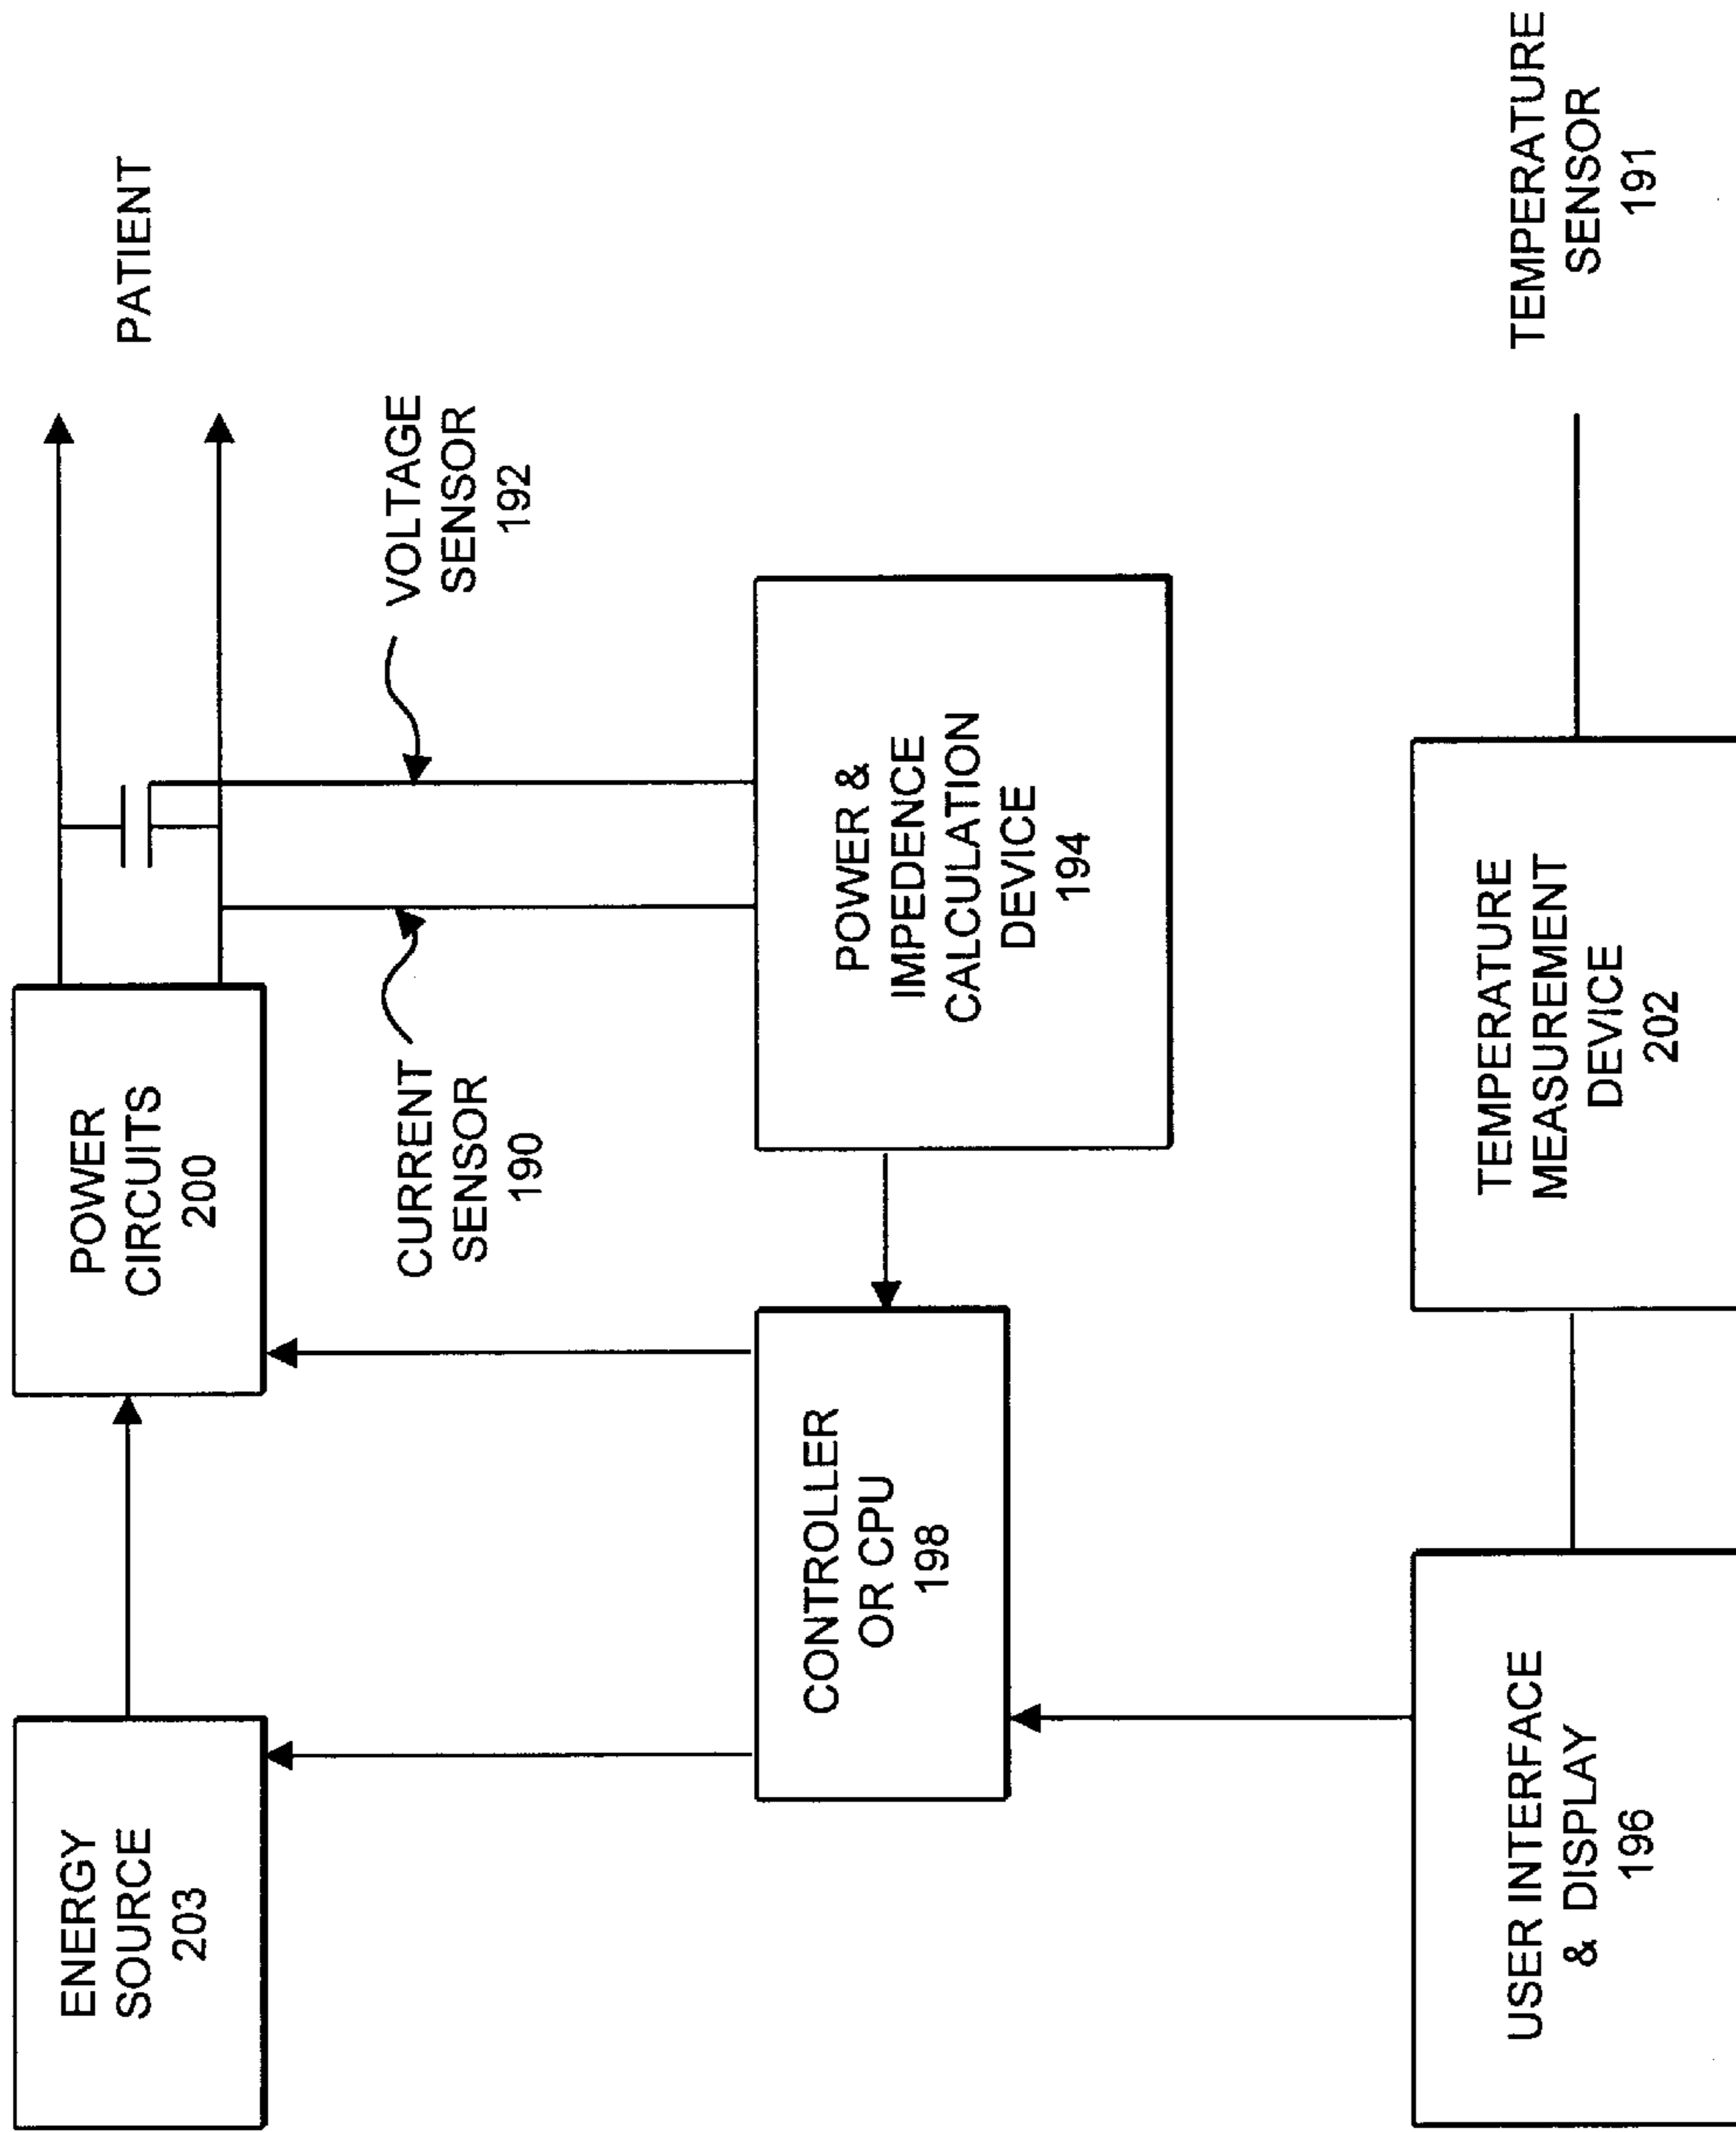 ENERGY
SOURCE
203
POWER
CIRCUITS
200
PATIENT
CURRENT
SENSOR
190
VOLTAGE
SENSOR
192
CONTROLLER
OR CPU
198
POWER &
IMPEDENCE
CALCULATION
DEVICE
194
USER INTERFACE
& DISPLAY
196
TEMPERATURE
MEASUREMENT
DEVICE
202
TEMPERATURE
SENSOR
191